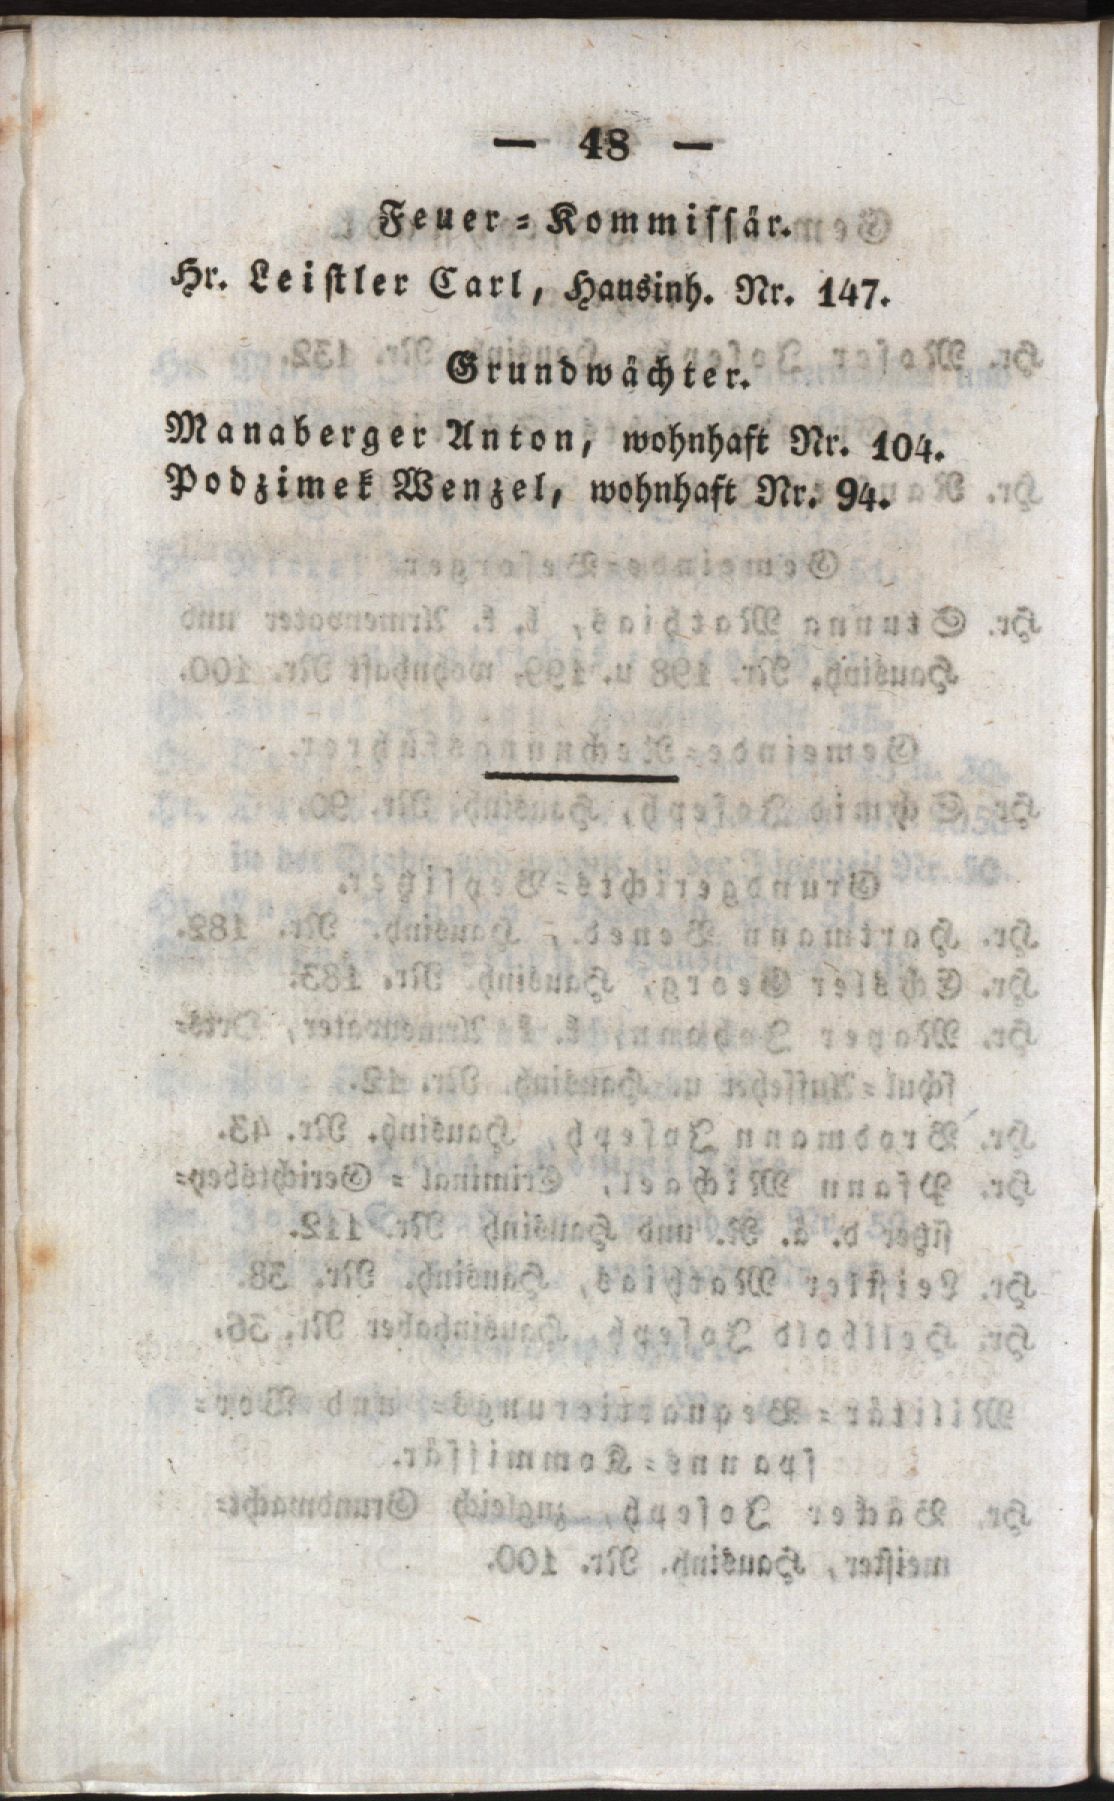 — 48 —
Feuer-Kommissär.
Hr. Leistler Carl, Hausinh. Nr. 147.
Grundwächter.
Manaberger Anton, wohnhaft Nr. 104.
Podzimek Wenzel, wohnhaft Nr. 94.